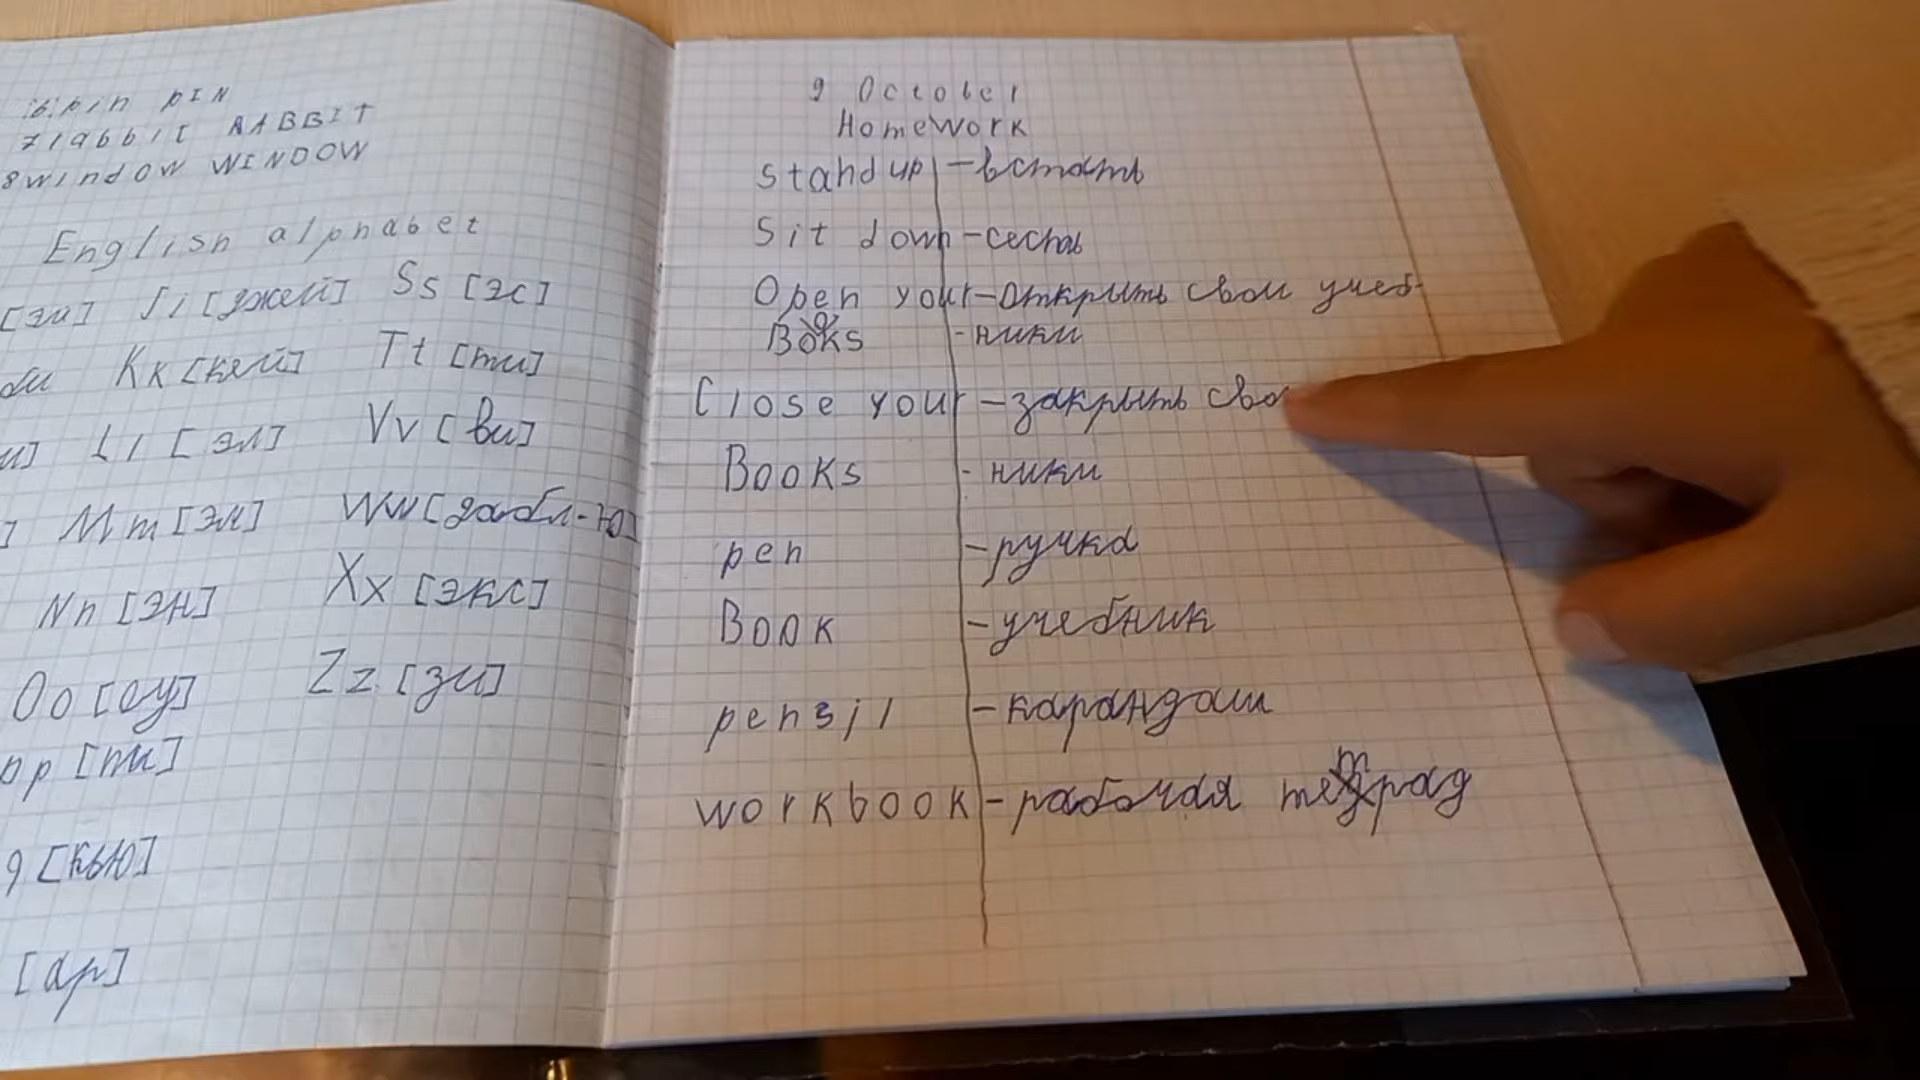 6. pin PIN
7 rabbit RABBIT
8 window WINDOW
English alphabet
Jj [джей] Ss [эс]
Kk [кей] Tt [ти]
Ll [эл] Vv [ви]
Mm [эм] Ww [дабл-ю]
Nn [эн] Xx [экс]
Oo [оу] Zz [зи]
Pp [пи]
q [кью]
[ар]
9 October
HomeWork
stand up - встать
Sit down - сесть
Open your - открыть свои учеб-
Books - ники
Close your - закрыть сво
Books - ники
pen - ручка
Book - учебник
pensil - карандаш
workbook - рабочая тетрад